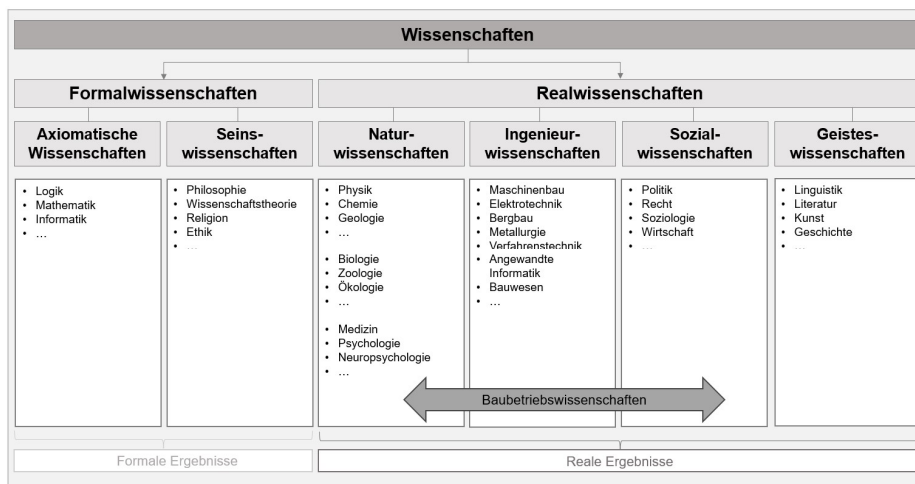 Wissenschaften
Formalwissenschaften
Realwissenschaften
Axiomatische
Wissenschaften
Seins-
wissenschaften
Natur-
wissenschaften
Ingenieur-
wissenschaften
Sozial-
wissenschaften
Geistes-
wissenschaften
• Logik
• Mathematik
• Informatik
• …
• Philosophie
• Wissenschaftstheorie
• Religion
• Ethik
• …
• Physik
• Chemie
• Geologie
• …
• Biologie
• Zoologie
• Ökologie
• …
• Medizin
• Psychologie
• Neuropsychologie
• …
• Maschinenbau
• Elektrotechnik
• Bergbau
• Metallurgie
• Verfahrenstechnik
• Angewandte
Informatik
• Bauwesen
• …
• Politik
• Recht
• Soziologie
• Wirtschaft
• …
• Linguistik
• Literatur
• Kunst
• Geschichte
• …
Baubetriebswissenschaften
Formale Ergebnisse
Reale Ergebnisse